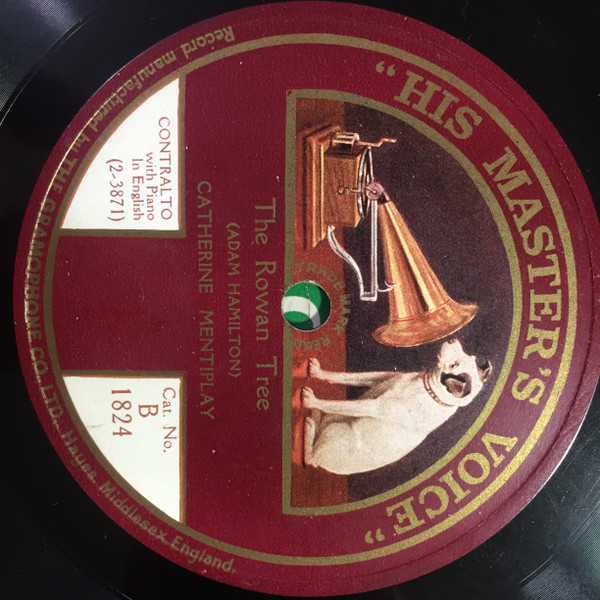 "HIS MASTER'S VOICE"
TRADE MARK REGD
The Rowan Tree
(ADAM HAMILTON)
CATHERINE MENTIPLAY
CONTRALTO
with Piano
In English
(2-3871)
Cat. No.
B
1824
Record manufactured by THE GRAMOPHONE CO. LTD., Hayes, Middlesex, England.